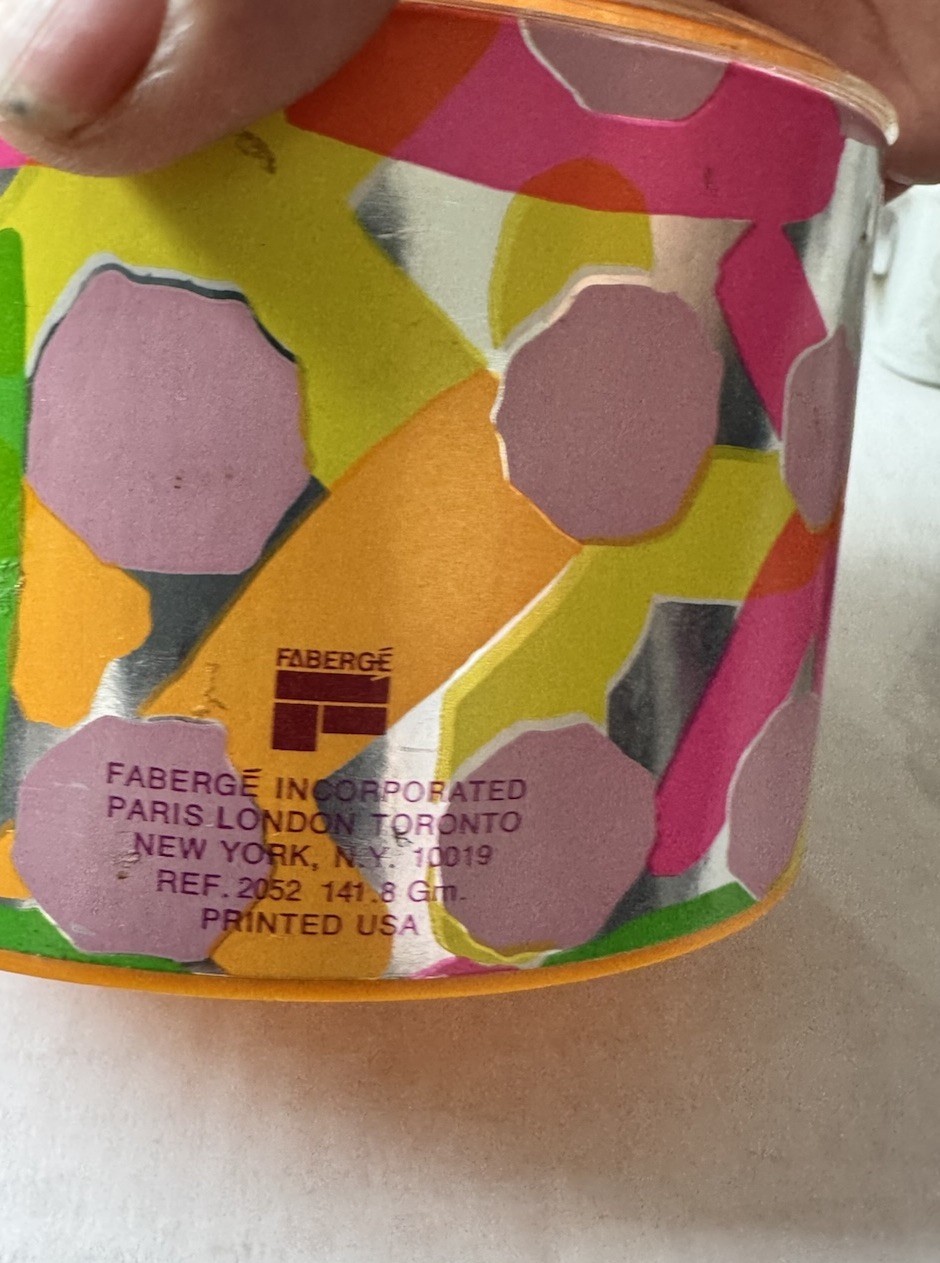 FABERGÉ
FABERGÉ INCORPORATED
PARIS LONDON TORONTO
NEW YORK, N.Y. 10019
REF. 2052 141.8 Gm.
PRINTED USA